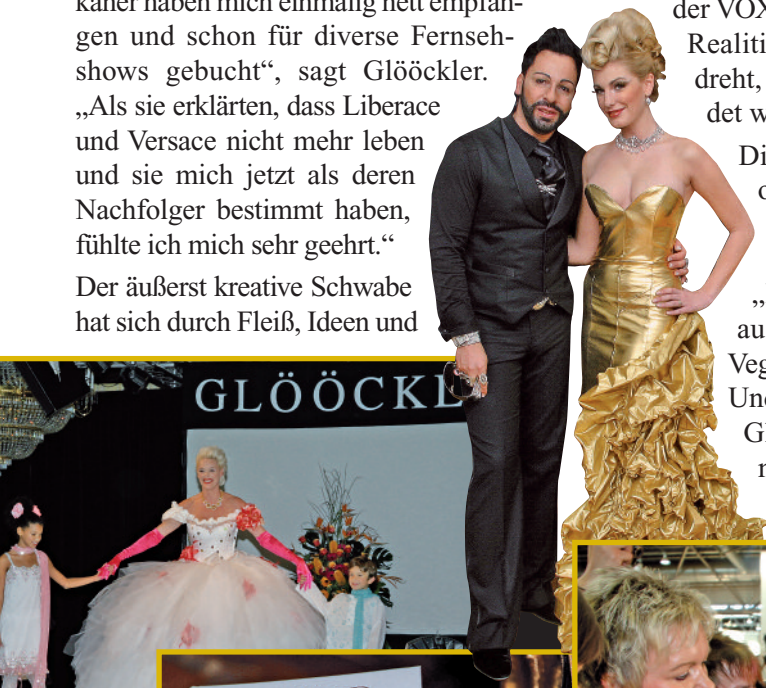 kaner haben mich einmalig nett empfan-
gen und schon für diverse Fernseh-
shows gebucht“, sagt Glööckler.
„Als sie erklärten, dass Liberace
und Versace nicht mehr leben
und sie mich jetzt als deren
Nachfolger bestimmt haben,
fühlte ich mich sehr geehrt.“
Der äußerst kreative Schwabe
hat sich durch Fleiß, Ideen und
der VOX
Realiti
dreht,
det w
Di
„
au
Veg
Und
Gl
GLÖÖCKL